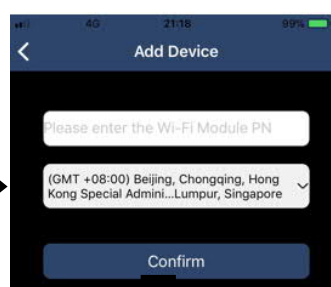 4G 21:18 99%
Add Device
Please enter the Wi-Fi Module PN
(GMT +08:00) Beijing, Chongqing, Hong
Kong Special Admini...Lumpur, Singapore
Confirm